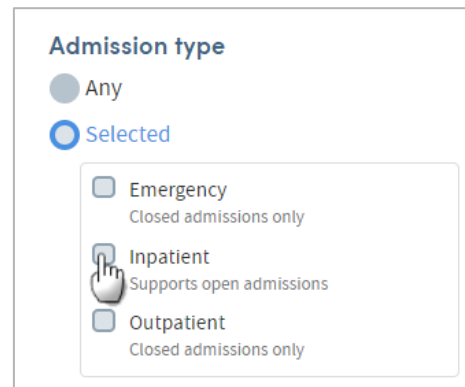 Admission type
Any
Selected
Emergency
Closed admissions only
Inpatient
Supports open admissions
Outpatient
Closed admissions only